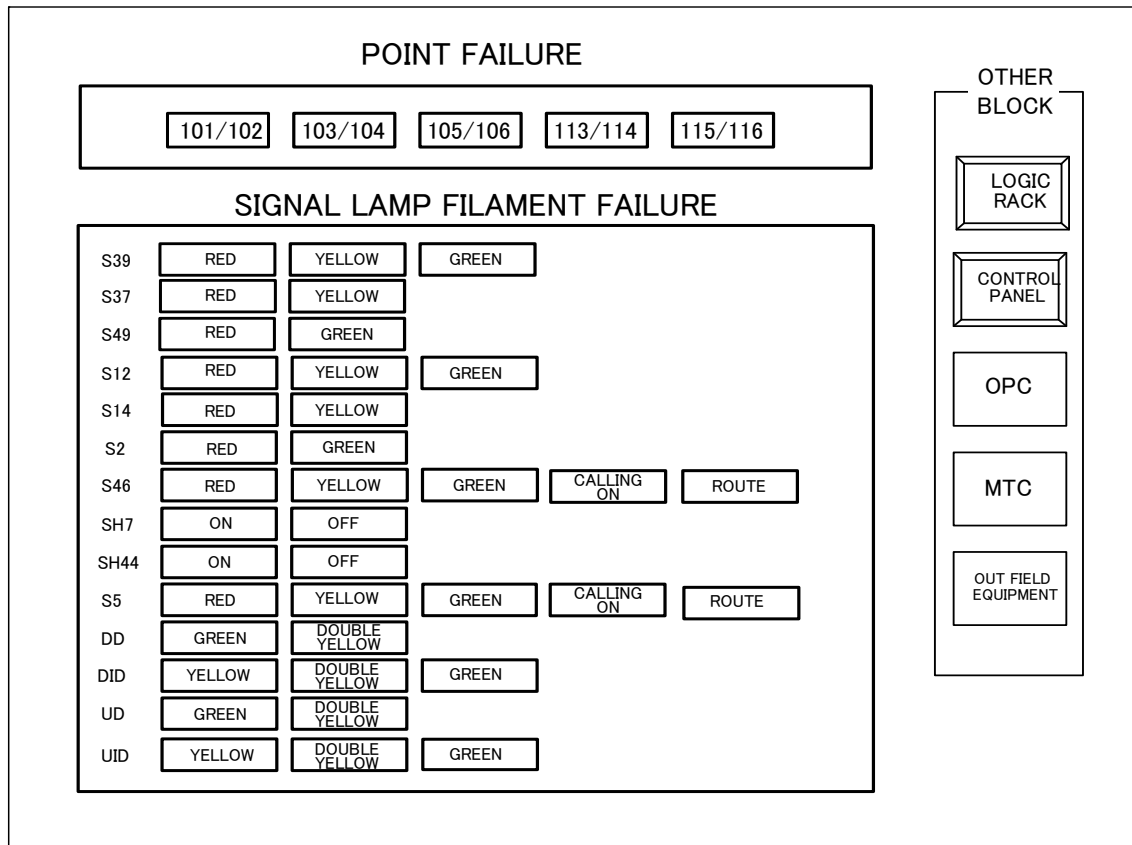 POINT FAILURE
101/102 103/104 105/106 113/114 115/116
SIGNAL LAMP FILAMENT FAILURE
S39 RED YELLOW GREEN
S37 RED YELLOW
S49 RED GREEN
S12 RED YELLOW GREEN
S14 RED YELLOW
S2 RED GREEN
S46 RED YELLOW GREEN CALLING ON ROUTE
SH7 ON OFF
SH44 ON OFF
S5 RED YELLOW GREEN CALLING ON ROUTE
DD GREEN DOUBLE YELLOW
DID YELLOW DOUBLE YELLOW GREEN
UD GREEN DOUBLE YELLOW
UID YELLOW DOUBLE YELLOW GREEN
OTHER
BLOCK
LOGIC
RACK
CONTROL
PANEL
OPC
MTC
OUT FIELD
EQUIPMENT